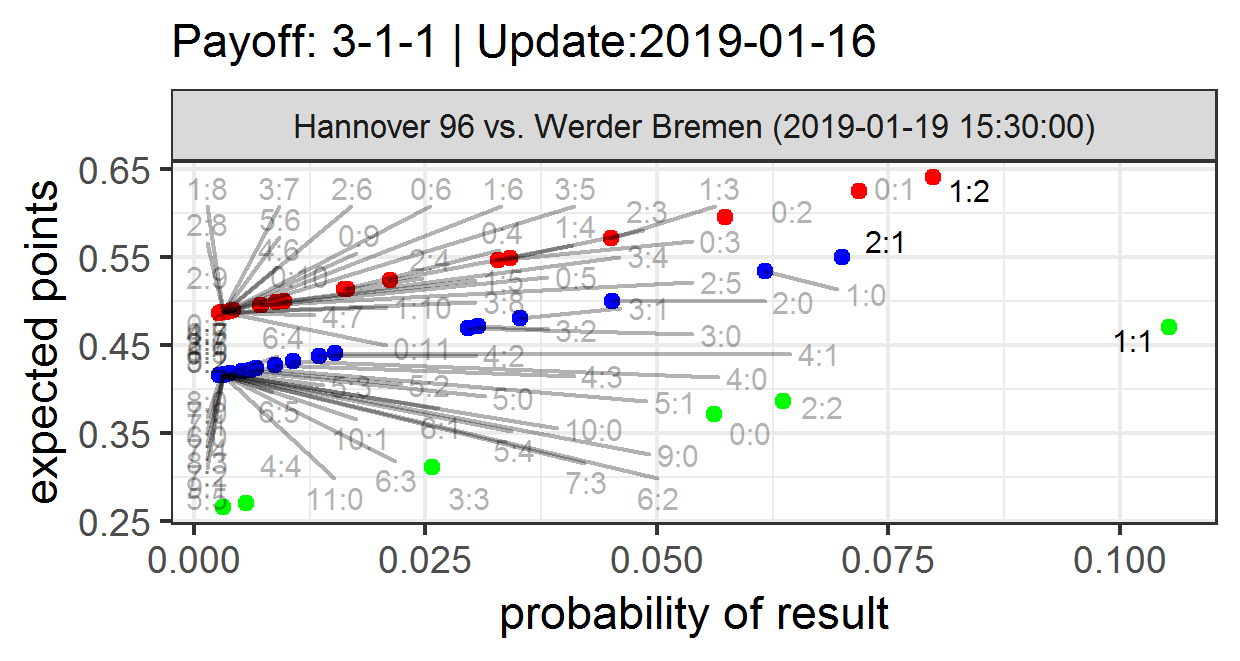 Payoff: 3-1-1 | Update:2019-01-16
Hannover 96 vs. Werder Bremen (2019-01-19 15:30:00)
expected points
0.65
0.55
0.45
0.35
0.25
1:8 3:7 2:6 0:6 1:6 3:5 1:3 0:1 1:2
2:8 5:6 0:9 0:4 1:4 2:3 0:2
4:6 2:4 3:4 0:3 2:1
2:9 0:10 1:5 0:5 2:5 1:0
1:10 3:8 3:1 2:0
4:7 3:2 3:0 1:1
6:4 0:11 4:2 4:1
5:3 5:2 4:3 4:0
6:5 5:0 5:1 2:2
10:1 6:1 10:0 0:0
4:4 6:3 5:4 9:0
11:0 3:3 7:3 6:2
0.000 0.025 0.050 0.075 0.100
probability of result